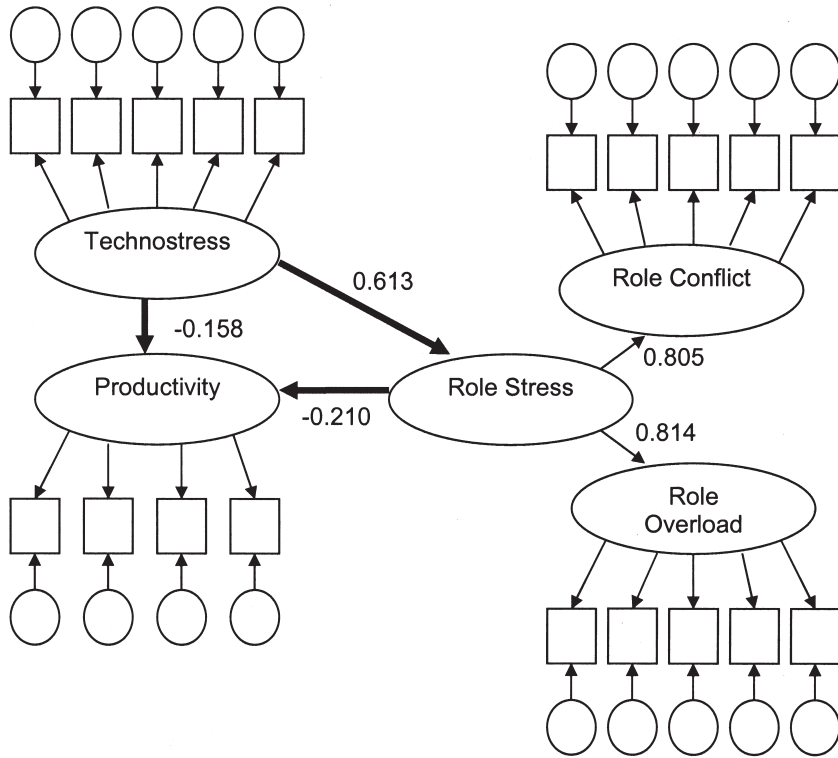 Technostress
0.613
-0.158
Role Conflict
0.805
Productivity
Role Stress
-0.210
0.814
Role
Overload